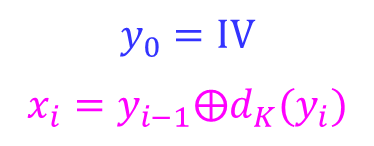 y₀ = IV
xᵢ = yᵢ₋₁⊕d_K(yᵢ)